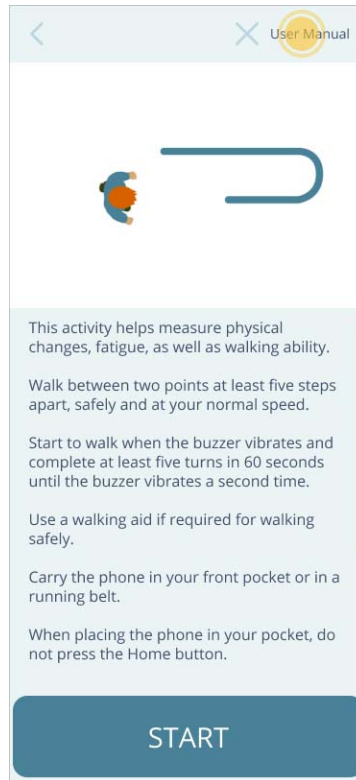 User Manual
This activity helps measure physical
changes, fatigue, as well as walking ability.
Walk between two points at least five steps
apart, safely and at your normal speed.
Start to walk when the buzzer vibrates and
complete at least five turns in 60 seconds
until the buzzer vibrates a second time.
Use a walking aid if required for walking
safely.
Carry the phone in your front pocket or in a
running belt.
When placing the phone in your pocket, do
not press the Home button.
START